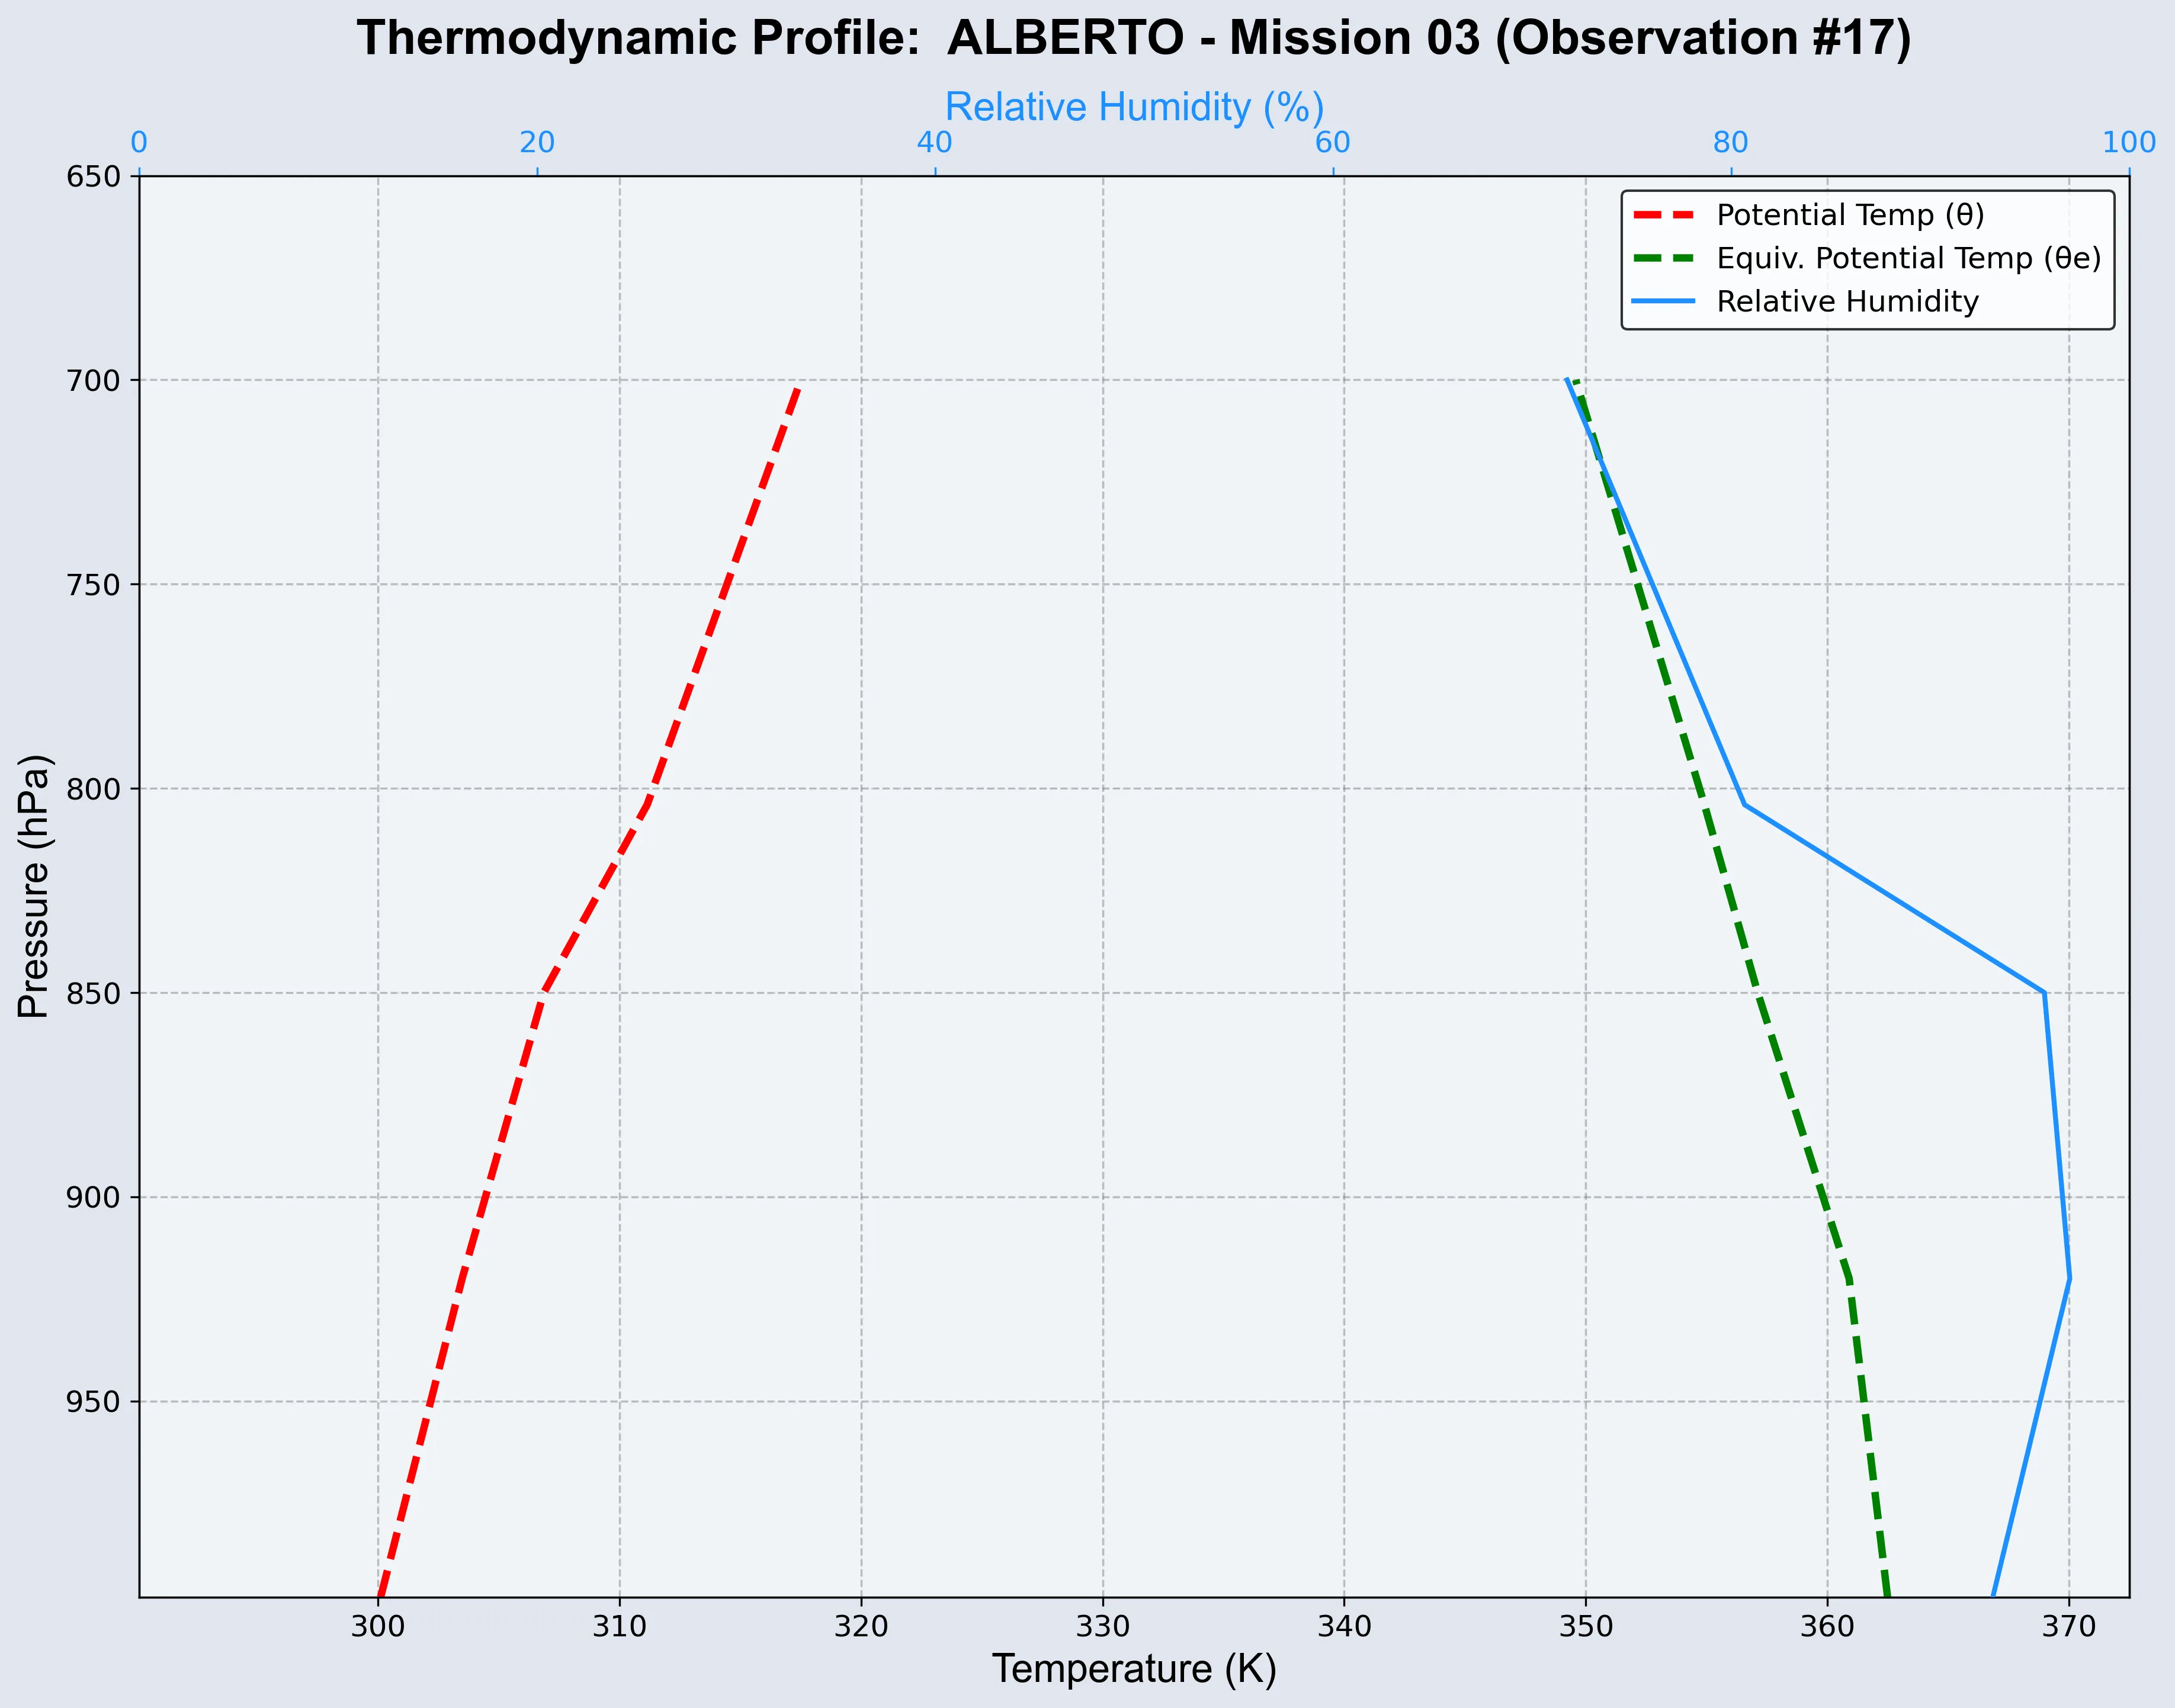 Thermodynamic Profile:  ALBERTO - Mission 03 (Observation #17)
Relative Humidity (%)
0 20 40 60 80 100
Potential Temp (θ)
Equiv. Potential Temp (θe)
Relative Humidity
Pressure (hPa)
650
700
750
800
850
900
950
300 310 320 330 340 350 360 370
Temperature (K)